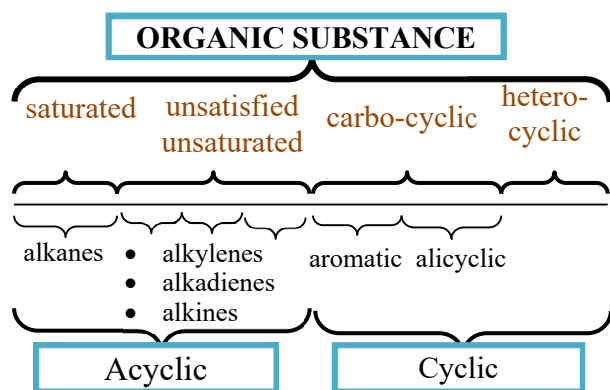 ORGANIC SUBSTANCE
saturated
unsatisfied
unsaturated
carbo-cyclic
hetero-
cyclic
alkanes
• alkylenes
• alkadienes
• alkines
aromatic
alicyclic
Acyclic
Cyclic